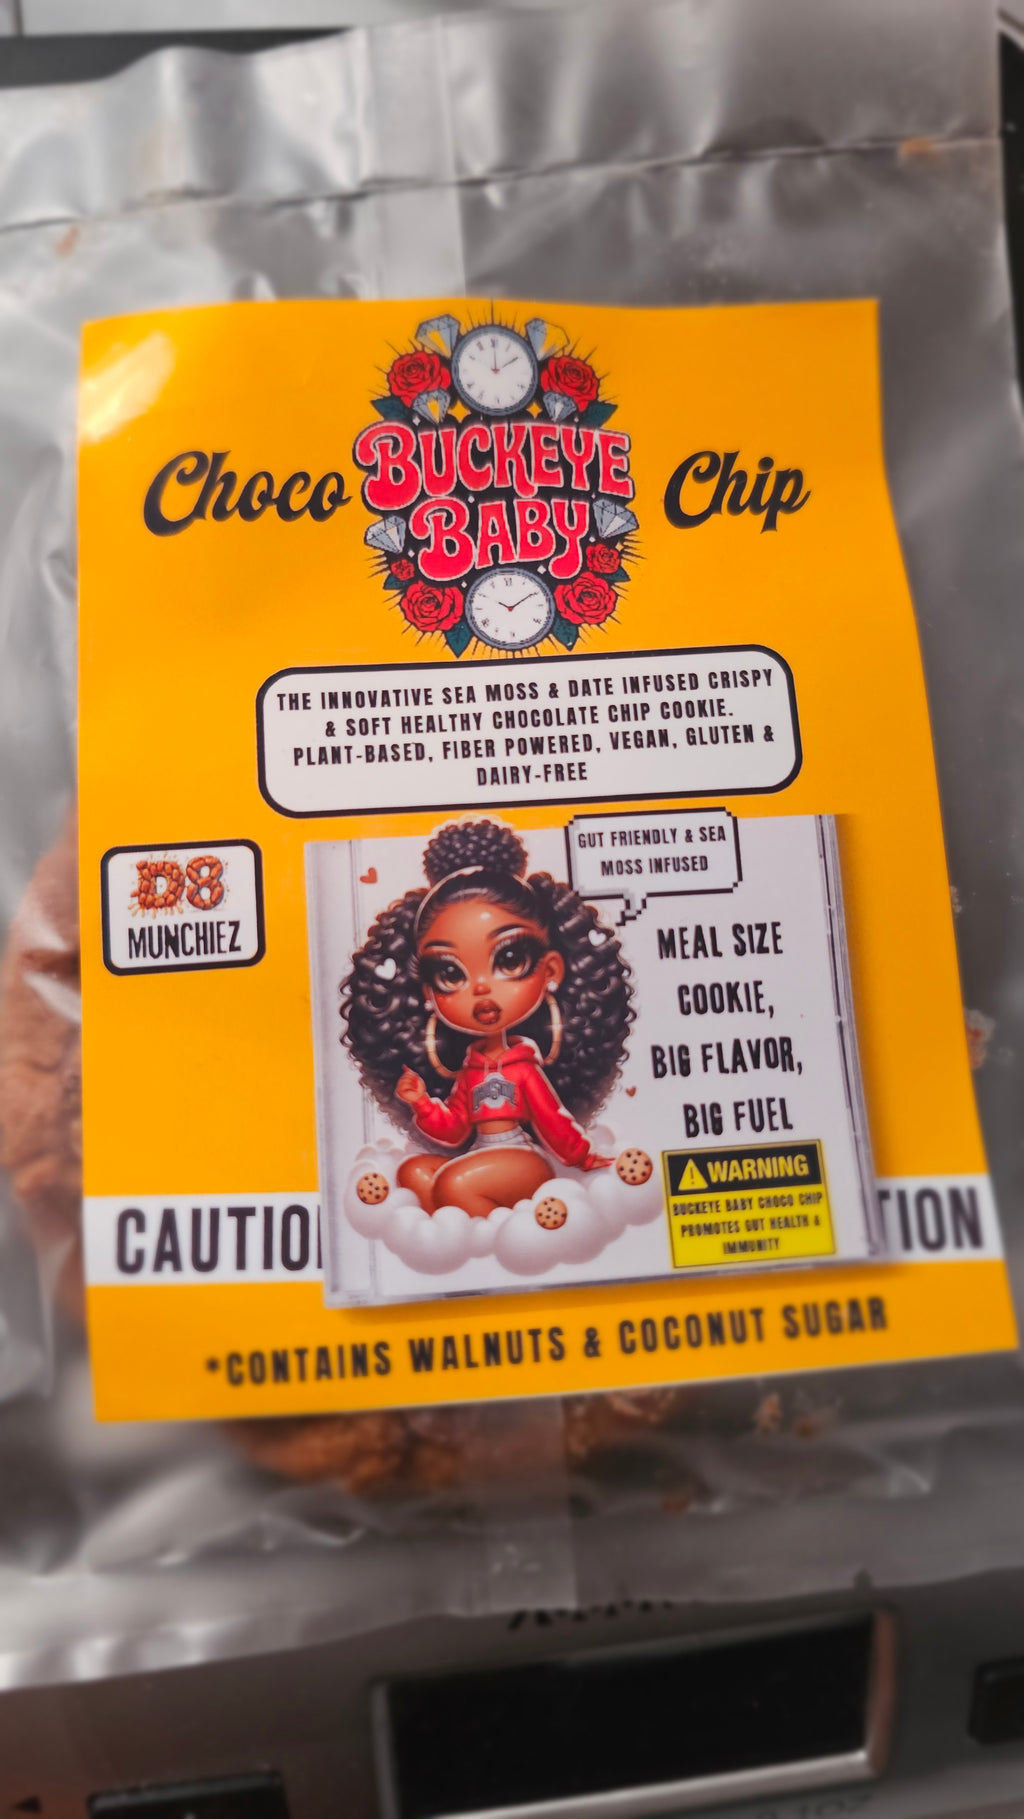 Choco BUCKEYE BABY Chip
THE INNOVATIVE SEA MOSS & DATE INFUSED CRISPY
& SOFT HEALTHY CHOCOLATE CHIP COOKIE.
PLANT-BASED, FIBER POWERED, VEGAN, GLUTEN &
DAIRY-FREE
D8
MUNCHIEZ
GUT FRIENDLY & SEA
MOSS INFUSED
MEAL SIZE
COOKIE,
BIG FLAVOR,
BIG FUEL
WARNING
BUCKEYE BABY CHOCO CHIP
PROMOTES GUT HEALTH &
IMMUNITY
CAUTIO TION
*CONTAINS WALNUTS & COCONUT SUGAR